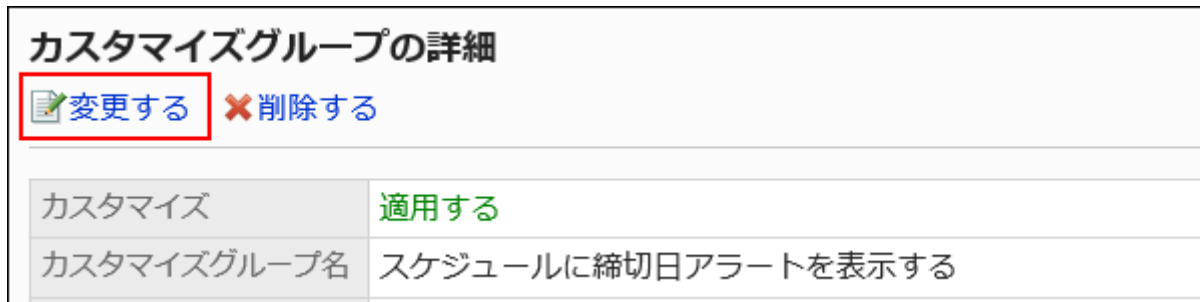 カスタマイズグループの詳細
変更する 削除する
カスタマイズ 適用する
カスタマイズグループ名 スケジュールに締切日アラートを表示する